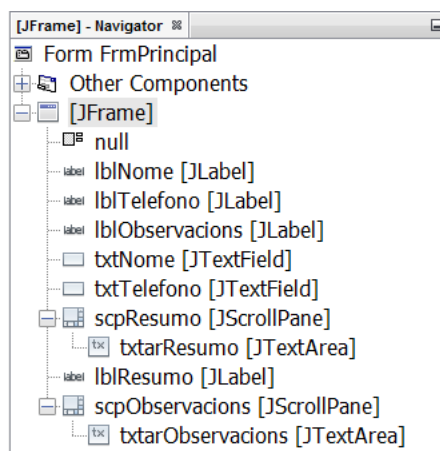 [JFrame] - Navigator
Form FrmPrincipal
Other Components
[JFrame]
null
label lblNome [JLabel]
label lblTelefono [JLabel]
label lblObservacions [JLabel]
txtNome [JTextField]
txtTelefono [JTextField]
scpResumo [JScrollPane]
tx txtarResumo [JTextArea]
label lblResumo [JLabel]
scpObservacions [JScrollPane]
tx txtarObservacions [JTextArea]